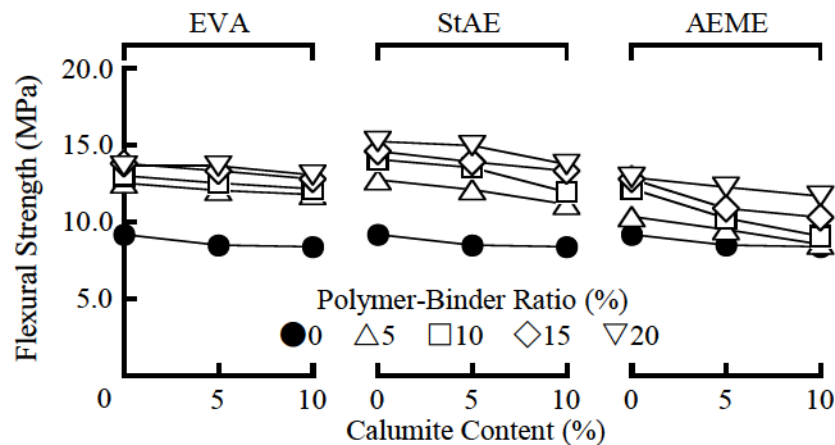 EVA StAE AEME
Flexural Strength (MPa)
20.0
15.0
10.0
5.0
0
Polymer-Binder Ratio (%)
0 5 10 15 20
0 5 10 0 5 10 0 5 10
Calumite Content (%)